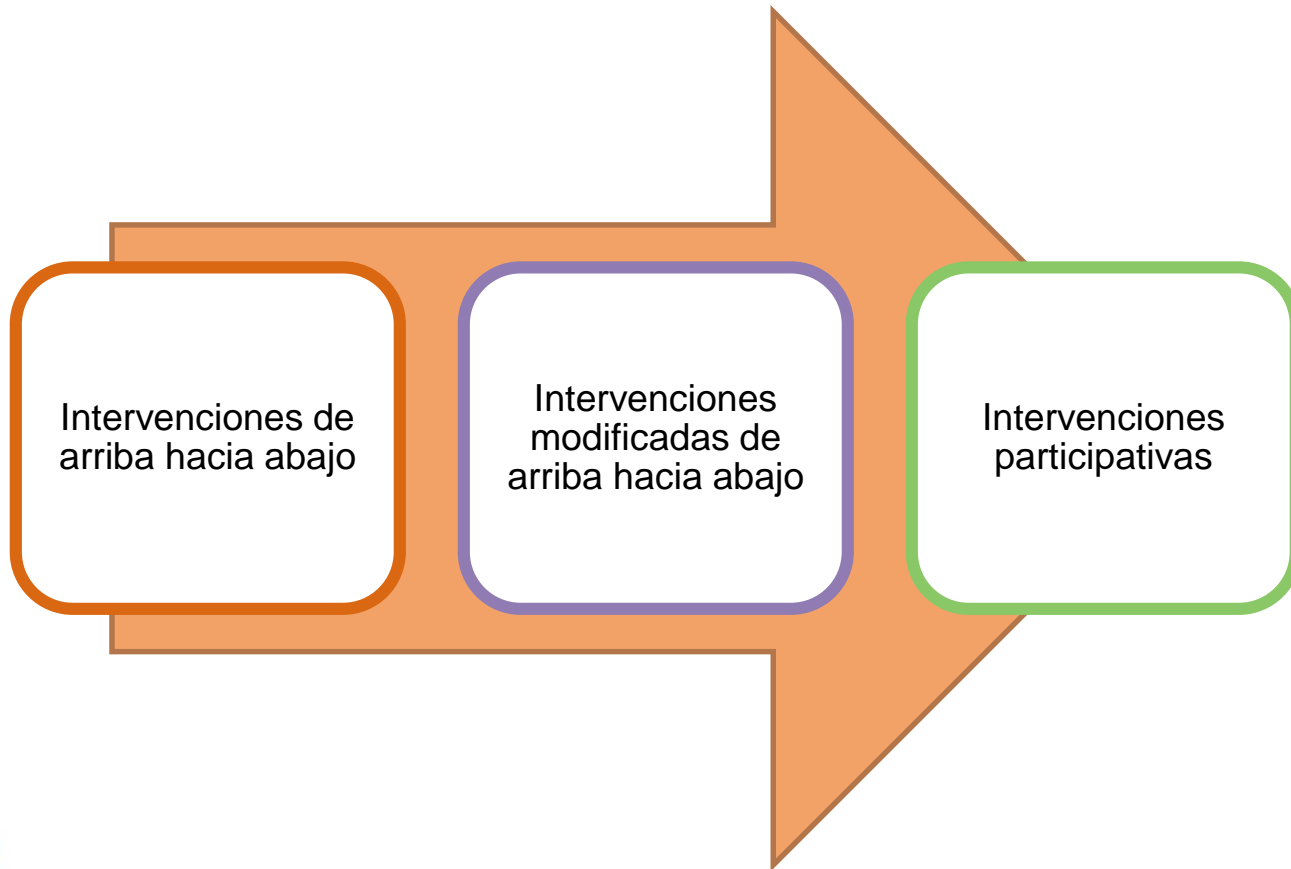 Intervenciones de
arriba hacia abajo
Intervenciones
modificadas de
arriba hacia abajo
Intervenciones
participativas